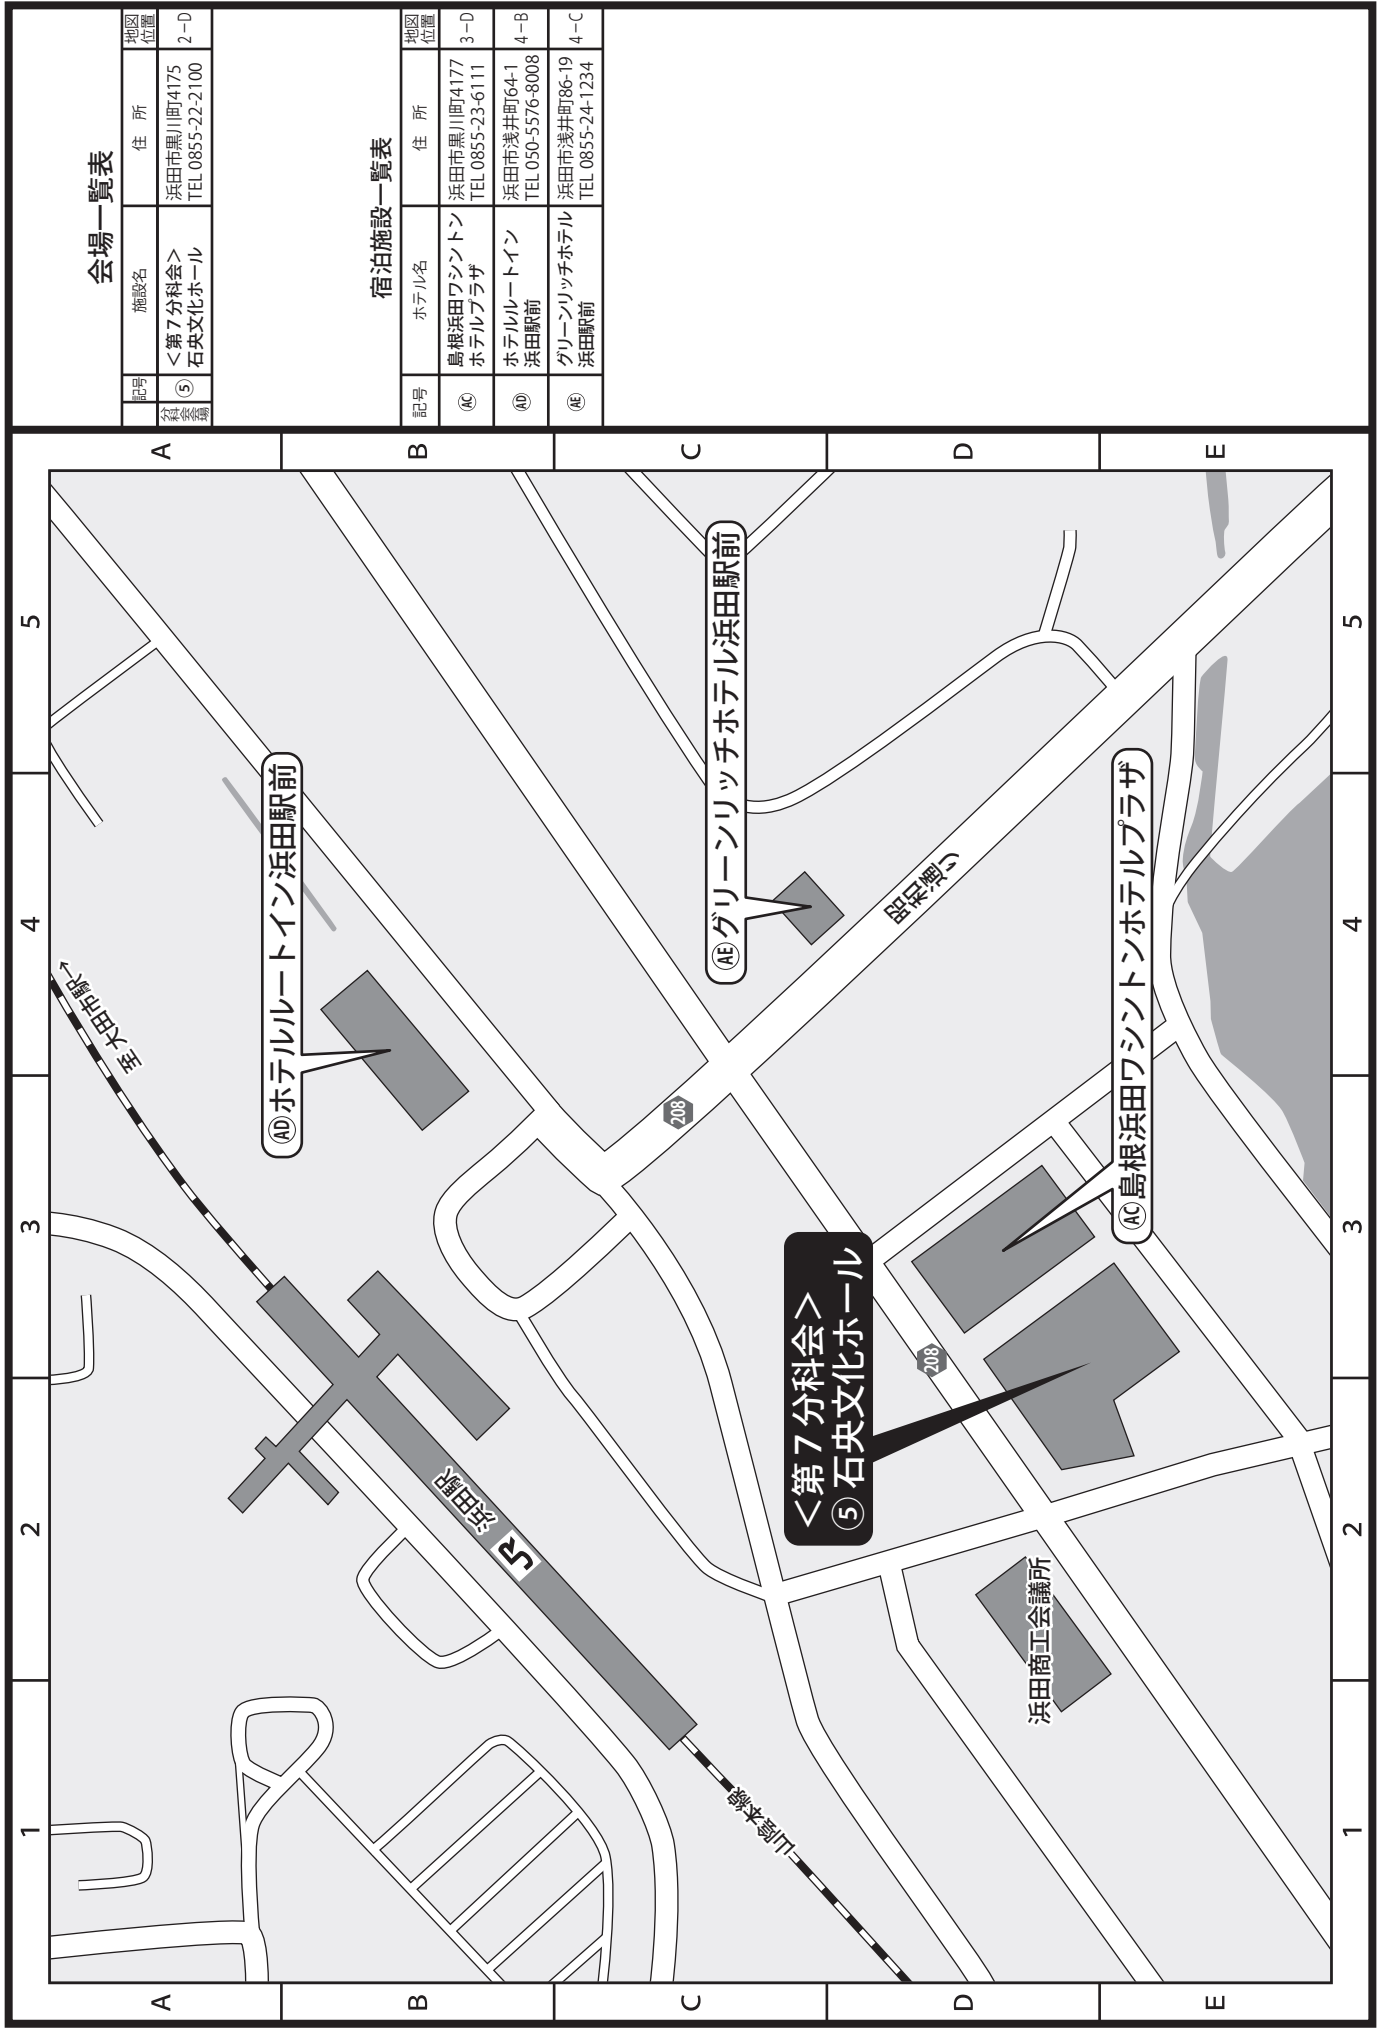 会場一覧表
記号
施設名
住　所
地図
位置
分科会
会場
⑤
＜第７分科会＞
石央文化ホール
浜田市黒川町4175
TEL 0855-22-2100
2－D
宿泊施設一覧表
記号
ホテル名
住　所
地図
位置
AC
島根浜田ワシントン
ホテルプラザ
浜田市黒川町4177
TEL 0855-23-6111
3－D
AD
ホテルルートイン
浜田駅前
浜田市浅井町64-1
TEL 050-5576-8008
4－B
AE
グリーンリッチホテル
浜田駅前
浜田市浅井町86-19
TEL 0855-24-1234
4－C
1
2
3
4
5
A
A
至 大田市駅→
ADホテルルートイン浜田駅前
B
B
浜田駅
JR
208
AEグリーンリッチホテル浜田駅前
C
C
山陰本線
＜第７分科会＞
⑤ 石央文化ホール
昭和通り
208
D
D
浜田商工会議所
AC島根浜田ワシントンホテルプラザ
E
E
1
2
3
4
5